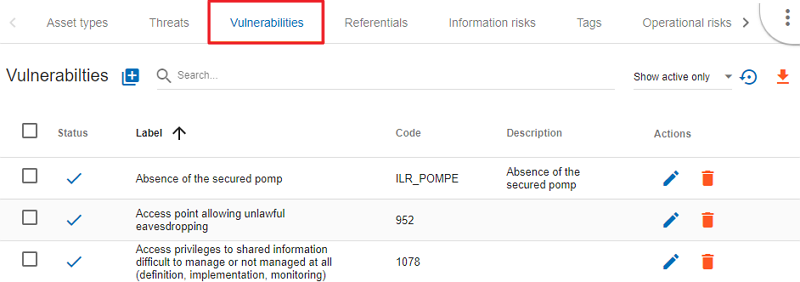 Asset types Threats Vulnerabilities Referentials Information risks Tags Operational risks
Vulnerabilties Search... Show active only
Status Label Code Description Actions
Absence of the secured pomp ILR_POMPE Absence of the
secured pomp
Access point allowing unlawful
eavesdropping 952
Access privileges to shared information
difficult to manage or not managed at all 1078
(definition, implementation, monitoring)